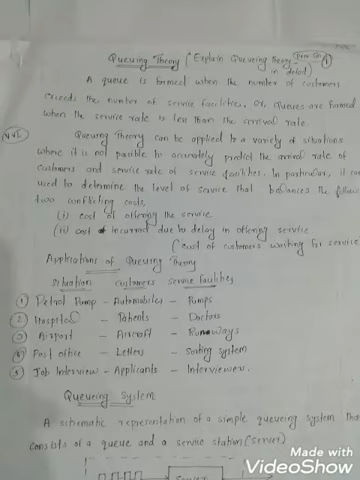 Queuing Theory (Explain Queueing Theory in detail) ①
A queue is formed when the number of customers
exceeds the number of service facilities, Or, Queues are formed
when the service rate is less than the arrival rate
VVI
Queuing Theory can be applied to a variety of situations
where it is not possible to accurately predict the arrival rate of
customers and service rate of service facilities. In particular, it can
used to determine the level of service that balances the follow
two conflicting costs
(i) cost of offering the service
(ii) cost of incurred due to delay in offering service
(cost of customers waiting for service
Applications of Queuing Theory
Situation customers service facilities
① Petrol Pump - Automobiles - Pumps
② Hospital - Patients - Doctors
③ Airport - Aircraft - Runways
④ Post office - Letters - Sorting system
⑤ Job Interview - Applicants - Interviewer.
Queueing System
A schematic representation of a simple queueing system that
consists of a queue and a service station (server)
Made with
VideoShow